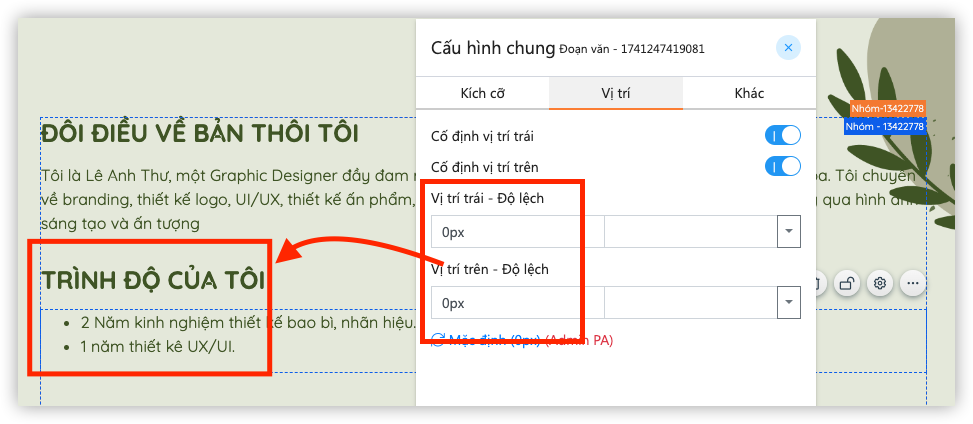 Cấu hình chung Đoạn văn - 1741247419081
Kích cỡ
Vị trí
Khác
Cố định vị trí trái
Cố định vị trí trên
Vị trí trái - Độ lệch
0px
Vị trí trên - Độ lệch
0px
Mặc định (0px) (Admin PA)
Nhóm-13422778
Nhóm - 13422778
ĐÔI ĐIỀU VỀ BẢN THÔI TÔI
Tôi là Lê Anh Thư, một Graphic Designer đầy đam
oa. Tôi chuyên
về branding, thiết kế logo, UI/UX, thiết kế ấn phẩm,
g qua hình ảnh
sáng tạo và ấn tượng
TRÌNH ĐỘ CỦA TÔI
• 2 Năm kinh nghiệm thiết kế bao bì, nhãn hiệu.
• 1 năm thiết kê UX/UI.